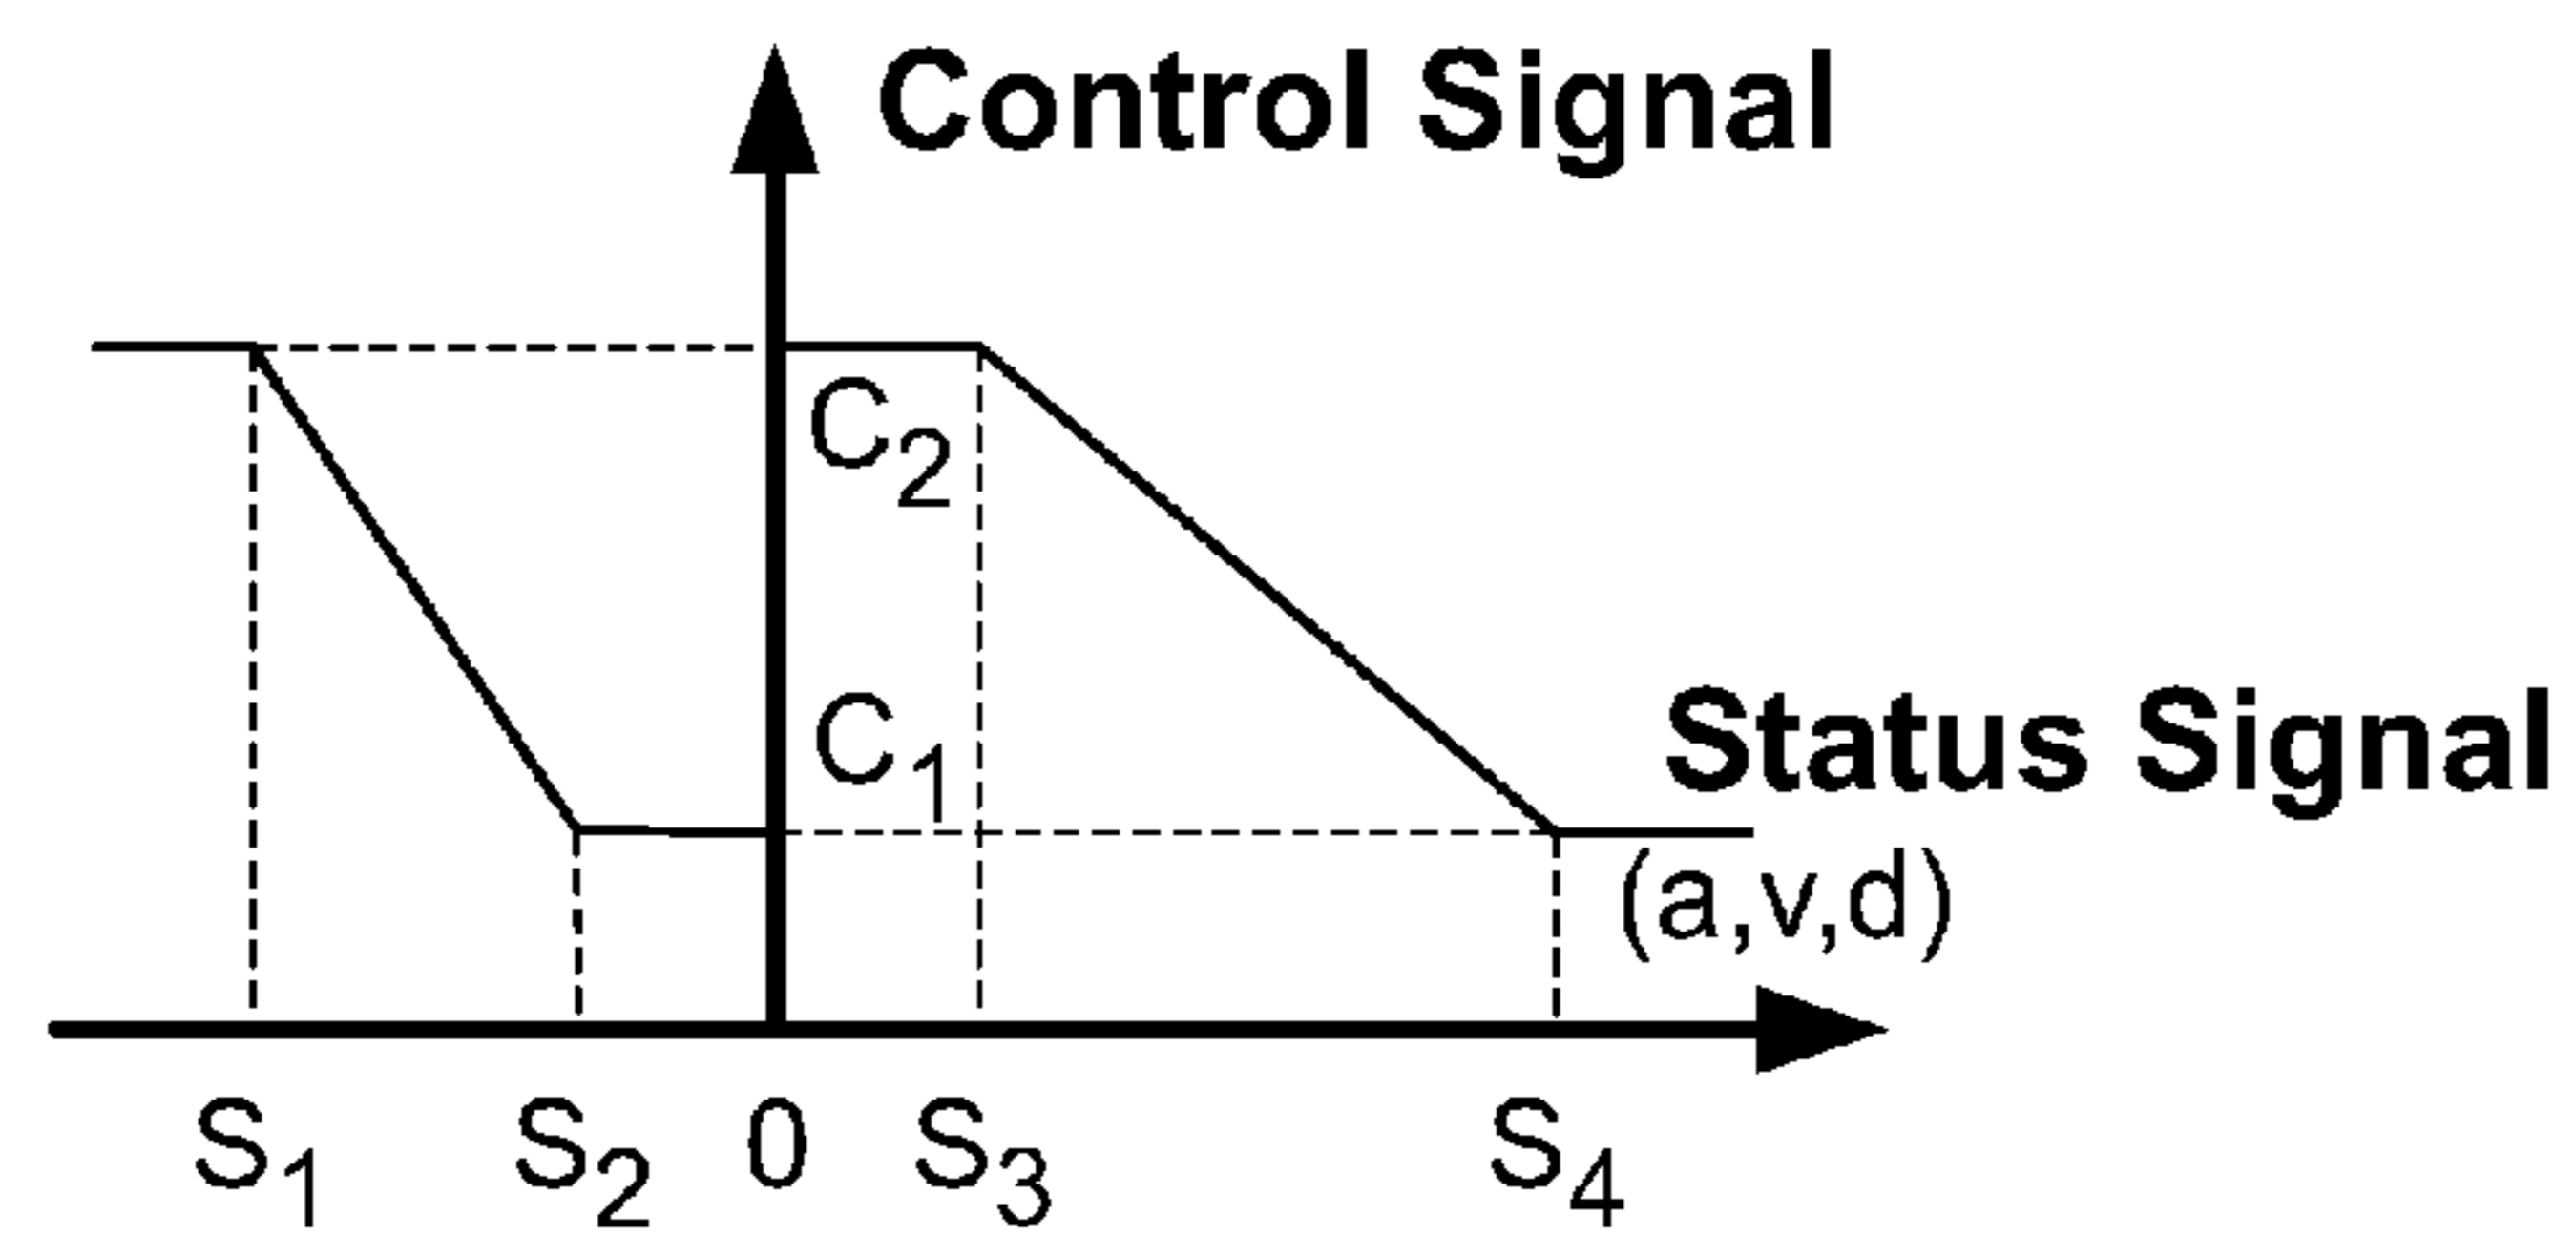 Control Signal
C2
C1
Status Signal
(a,v,d)
S1 S2 0 S3 S4